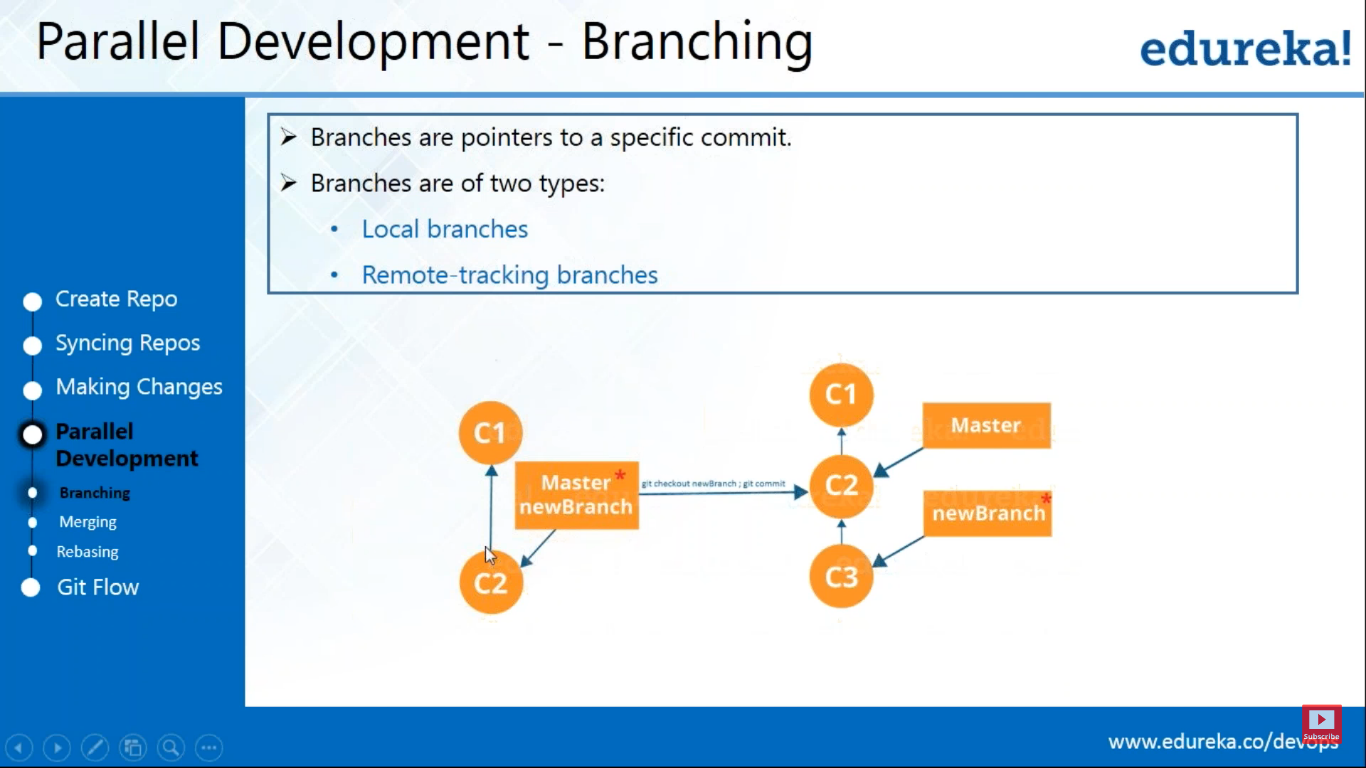 Parallel Development - Branching
edureka!
➢ Branches are pointers to a specific commit.
➢ Branches are of two types:
• Local branches
• Remote-tracking branches
Create Repo
Syncing Repos
Making Changes
Parallel
Development
Branching
Merging
Rebasing
Git Flow
C1
Master *
newBranch
C2
git checkout newBranch ; git commit
C1
Master
C2
newBranch *
C3
Subscribe
www.edureka.co/devops